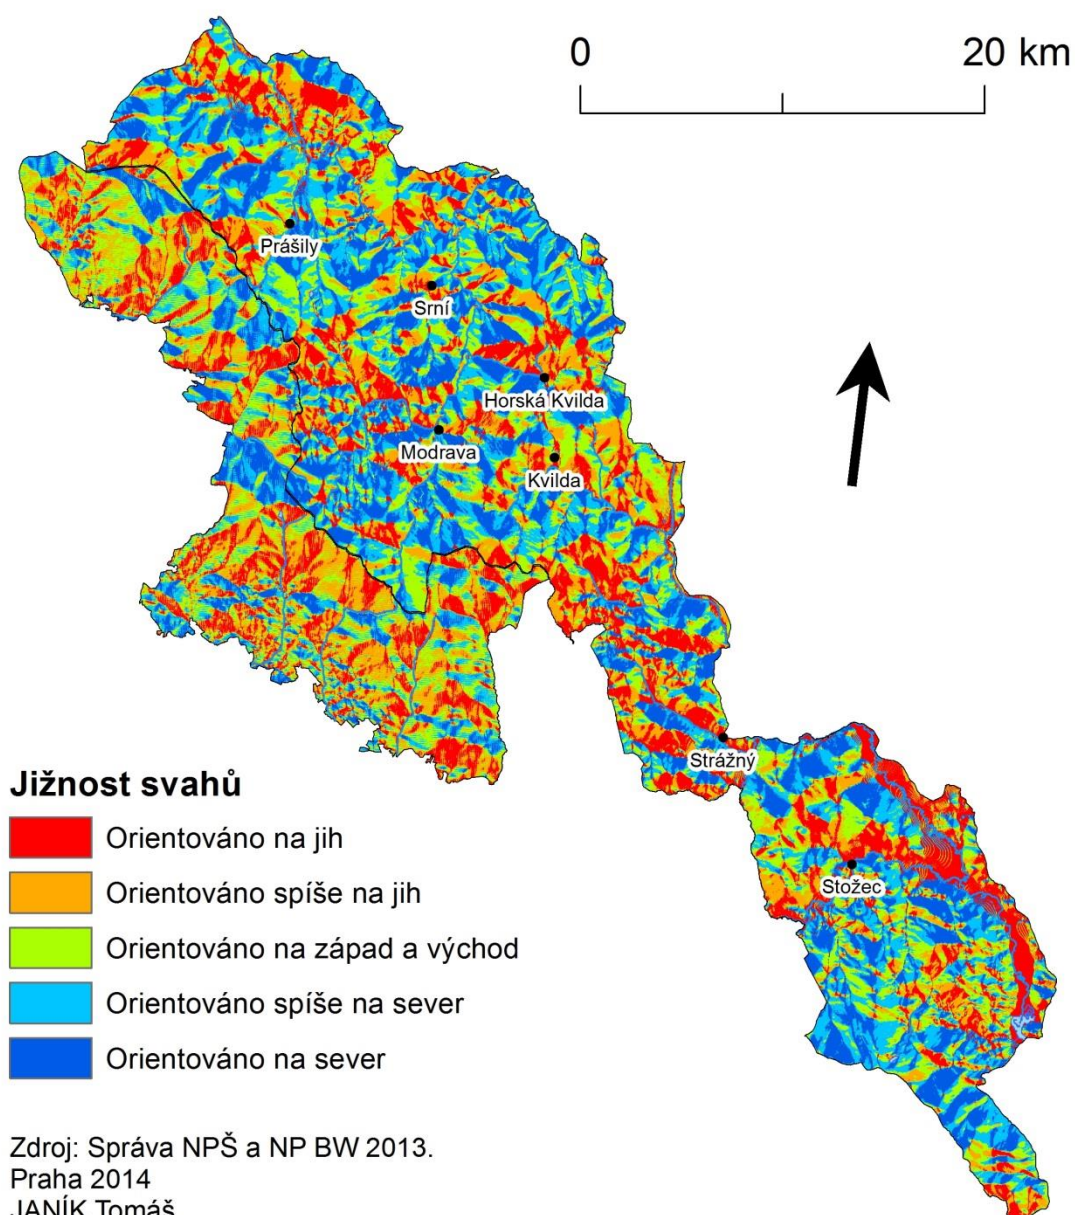 0 20 km
Prášily
Srní
Horská Kvilda
Modrava
Kvilda
Strážný
Stožec
Jižnost svahů
Orientováno na jih
Orientováno spíše na jih
Orientováno na západ a východ
Orientováno spíše na sever
Orientováno na sever
Zdroj: Správa NPŠ a NP BW 2013.
Praha 2014
JANÍK Tomáš